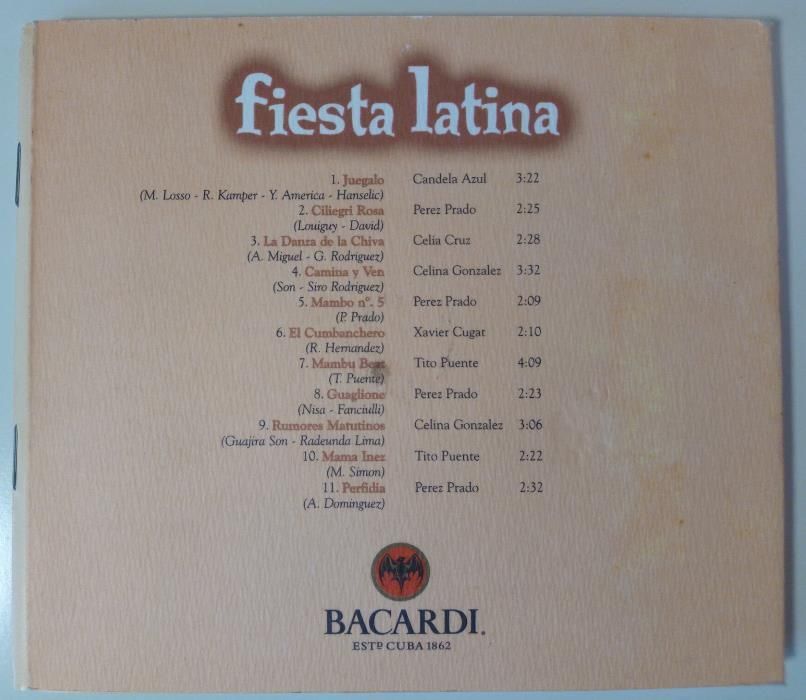 fiesta latina
1. Juegalo Candela Azul 3:22
(M. Losso - R. Kamper - Y. America - Hanselic)
2. Ciliegri Rosa Perez Prado 2:25
(Louiguy - David)
3. La Danza de la Chiva Celia Cruz 2:28
(A. Miguel - G. Rodriguez)
4. Camina y Ven Celina Gonzalez 3:32
(Son - Siro Rodriguez)
5. Mambo n°. 5 Perez Prado 2:09
(P. Prado)
6. El Cumbanchero Xavier Cugat 2:10
(R. Hernandez)
7. Mambu Beat Tito Puente 4:09
(T. Puente)
8. Guaglione Perez Prado 2:23
(Nisa - Fanciulli)
9. Rumores Matutinos Celina Gonzalez 3:06
(Guajira Son - Radeunda Lima)
10. Mama Inez Tito Puente 2:22
(M. Simon)
11. Perfidia Perez Prado 2:32
(A. Dominguez)
BACARDI.
ESTD CUBA 1862